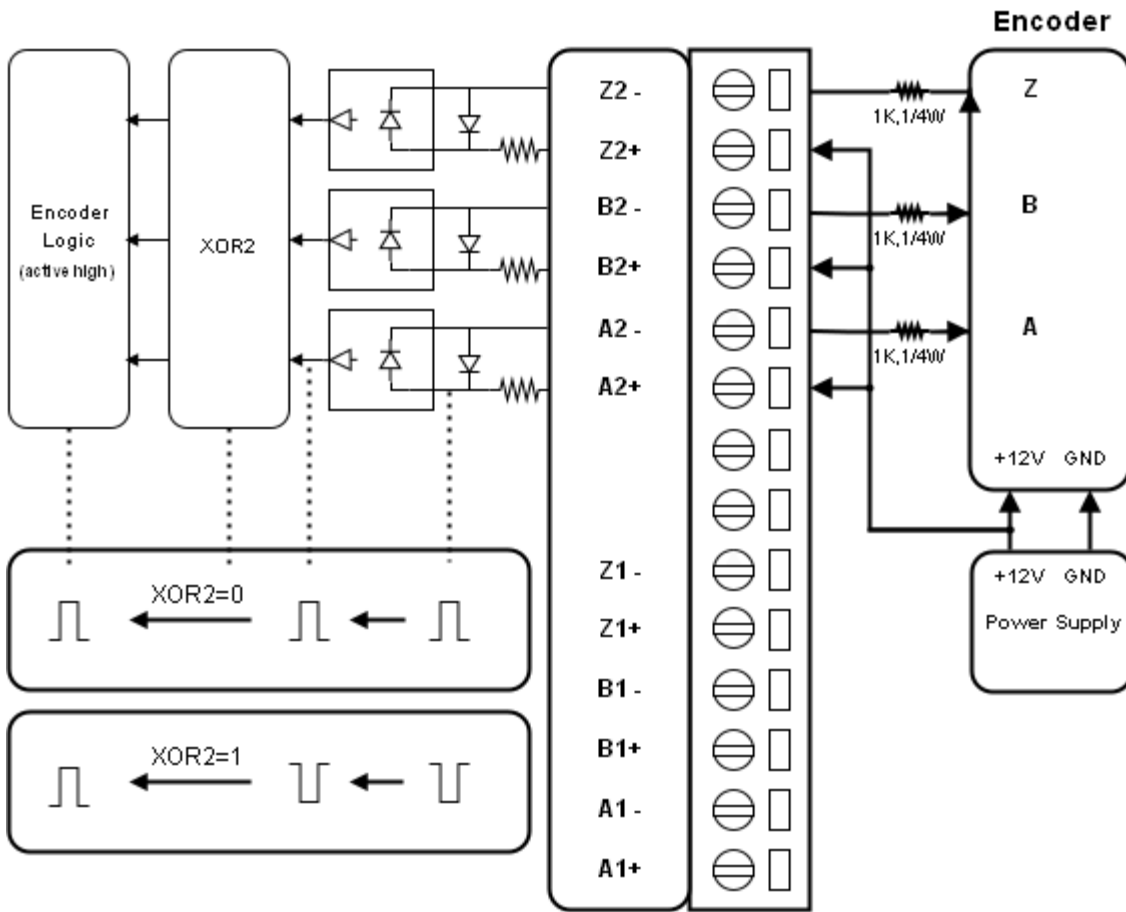 Encoder
Z2 -
Z2+
B2 -
B2+
A2 -
A2+
Z1 -
Z1+
B1 -
B1+
A1 -
A1+
Z
1K,1/4W
B
1K,1/4W
A
1K,1/4W
+12V GND
+12V GND
Power Supply
Encoder
Logic
(active high)
XOR2
XOR2=0
XOR2=1